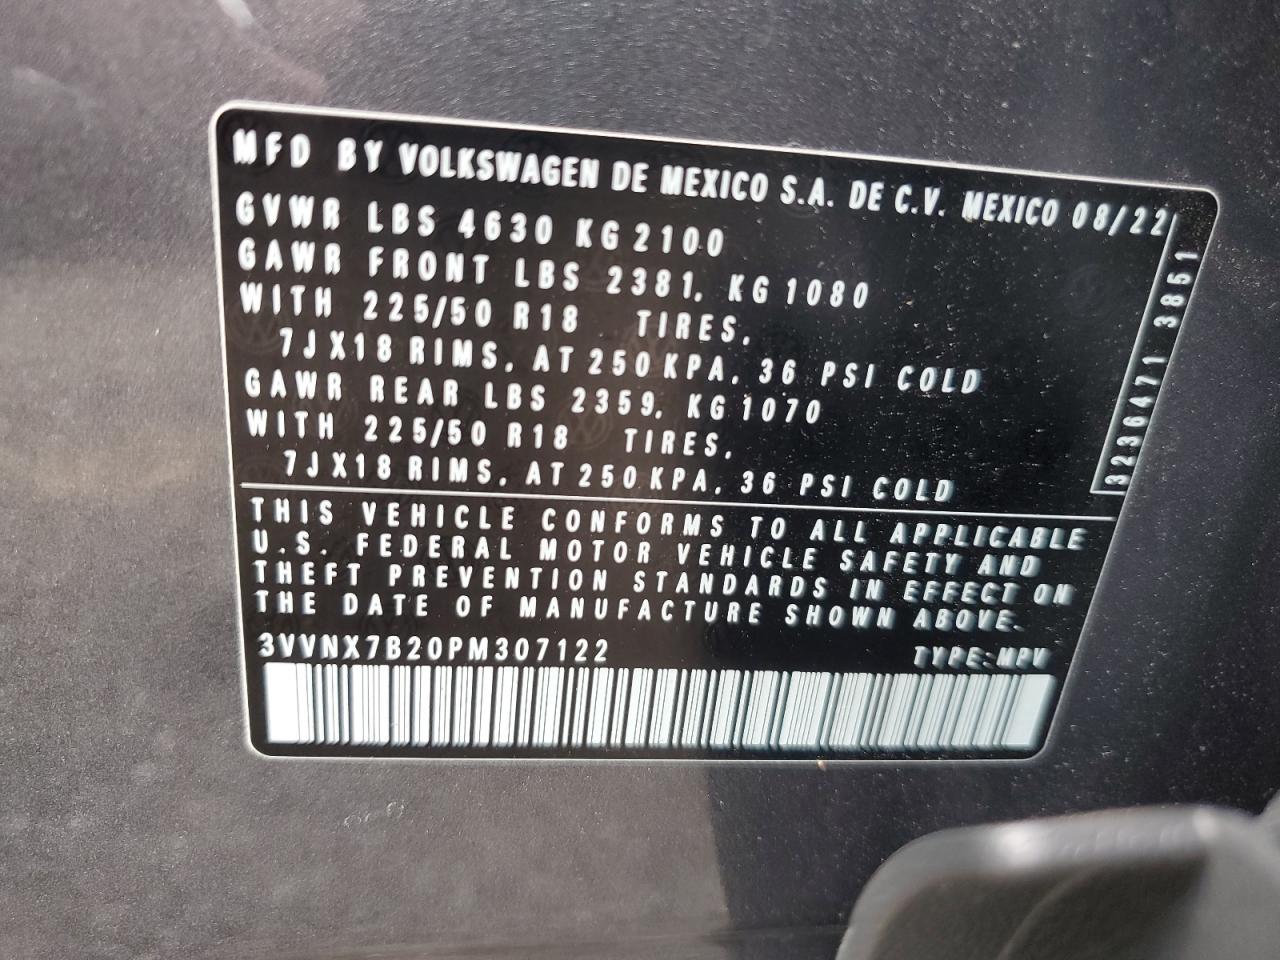 MFD BY VOLKSWAGEN DE MEXICO S.A. DE C.V. MEXICO 08/22
GVWR LBS 4630 KG 2100
GAWR FRONT LBS 2381, KG 1080
WITH 225/50 R18 TIRES,
7JX18 RIMS, AT 250 KPA, 36 PSI COLD
GAWR REAR LBS 2359, KG 1070
WITH 225/50 R18 TIRES,
7JX18 RIMS, AT 250 KPA, 36 PSI COLD
3236471 3861
THIS VEHICLE CONFORMS TO ALL APPLICABLE
U.S. FEDERAL MOTOR VEHICLE SAFETY AND
THEFT PREVENTION STANDARDS IN EFFECT ON
THE DATE OF MANUFACTURE SHOWN ABOVE.
3VVNX7B20PM307122 TYPE:MPV